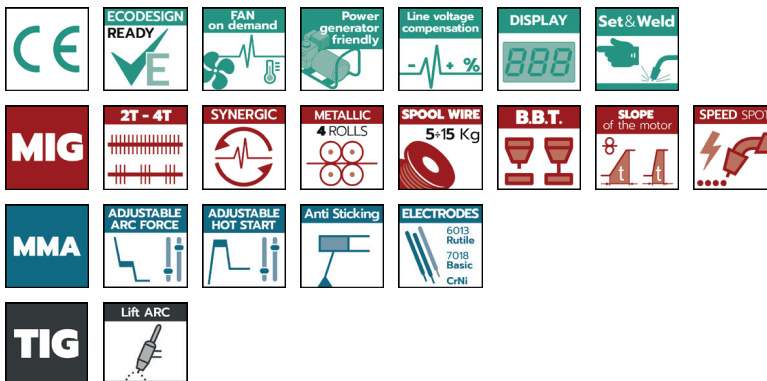 CE
ECODESIGN
READY
E
FAN
on demand
Power
generator
friendly
Line voltage
compensation
- + %
DISPLAY
888
Set&Weld
MIG
2T - 4T
SYNERGIC
METALLIC
4 ROLLS
SPOOL WIRE
5÷15 Kg
B.B.T.
SLOPE
of the motor
t t
SPEED SPOT
MMA
ADJUSTABLE
ARC FORCE
ADJUSTABLE
HOT START
Anti Sticking
ELECTRODES
6013
Rutile
7018
Basic
CrNi
TIG
Lift ARC